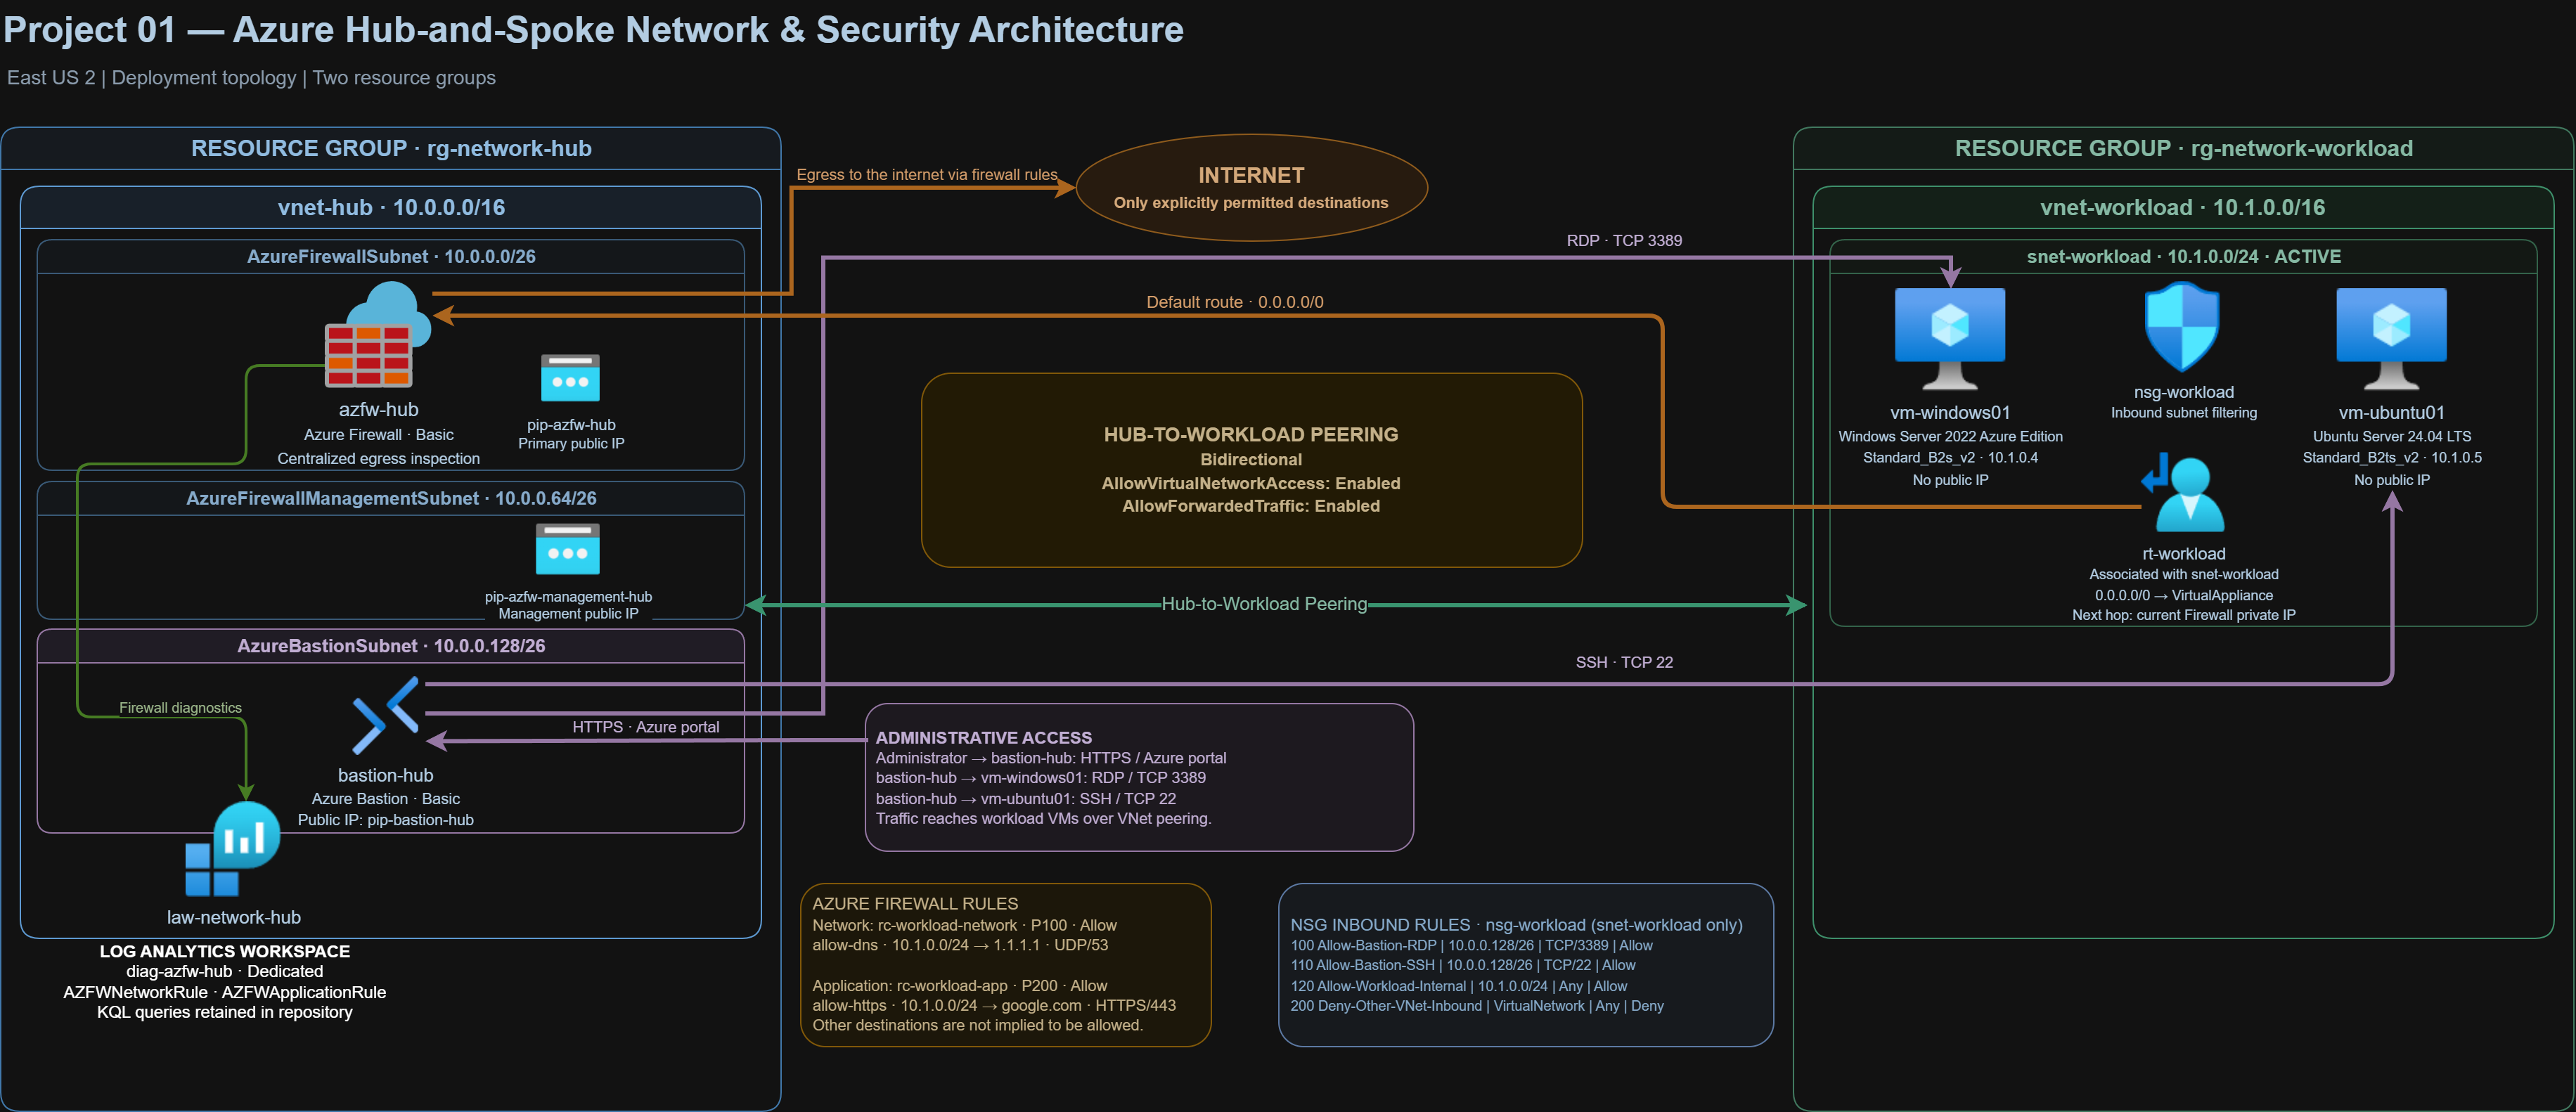 Project 01 — Azure Hub-and-Spoke Network & Security Architecture
East US 2 | Deployment topology | Two resource groups
RESOURCE GROUP · rg-network-hub
vnet-hub · 10.0.0.0/16
AzureFirewallSubnet · 10.0.0.0/26
azfw-hub
Azure Firewall · Basic
Centralized egress inspection
pip-azfw-hub
Primary public IP
AzureFirewallManagementSubnet · 10.0.0.64/26
pip-azfw-management-hub
Management public IP
AzureBastionSubnet · 10.0.0.128/26
Firewall diagnostics
bastion-hub
Azure Bastion · Basic
Public IP: pip-bastion-hub
law-network-hub
LOG ANALYTICS WORKSPACE
diag-azfw-hub · Dedicated
AZFWNetworkRule · AZFWApplicationRule
KQL queries retained in repository
Egress to the internet via firewall rules
INTERNET
Only explicitly permitted destinations
RDP · TCP 3389
Default route · 0.0.0.0/0
HUB-TO-WORKLOAD PEERING
Bidirectional
AllowVirtualNetworkAccess: Enabled
AllowForwardedTraffic: Enabled
Hub-to-Workload Peering
SSH · TCP 22
HTTPS · Azure portal
ADMINISTRATIVE ACCESS
Administrator → bastion-hub: HTTPS / Azure portal
bastion-hub → vm-windows01: RDP / TCP 3389
bastion-hub → vm-ubuntu01: SSH / TCP 22
Traffic reaches workload VMs over VNet peering.
AZURE FIREWALL RULES
Network: rc-workload-network · P100 · Allow
allow-dns · 10.1.0.0/24 → 1.1.1.1 · UDP/53
Application: rc-workload-app · P200 · Allow
allow-https · 10.1.0.0/24 → google.com · HTTPS/443
Other destinations are not implied to be allowed.
NSG INBOUND RULES · nsg-workload (snet-workload only)
100 Allow-Bastion-RDP | 10.0.0.128/26 | TCP/3389 | Allow
110 Allow-Bastion-SSH | 10.0.0.128/26 | TCP/22 | Allow
120 Allow-Workload-Internal | 10.1.0.0/24 | Any | Allow
200 Deny-Other-VNet-Inbound | VirtualNetwork | Any | Deny
RESOURCE GROUP · rg-network-workload
vnet-workload · 10.1.0.0/16
snet-workload · 10.1.0.0/24 · ACTIVE
vm-windows01
Windows Server 2022 Azure Edition
Standard_B2s_v2 · 10.1.0.4
No public IP
nsg-workload
Inbound subnet filtering
vm-ubuntu01
Ubuntu Server 24.04 LTS
Standard_B2ts_v2 · 10.1.0.5
No public IP
rt-workload
Associated with snet-workload
0.0.0.0/0 → VirtualAppliance
Next hop: current Firewall private IP